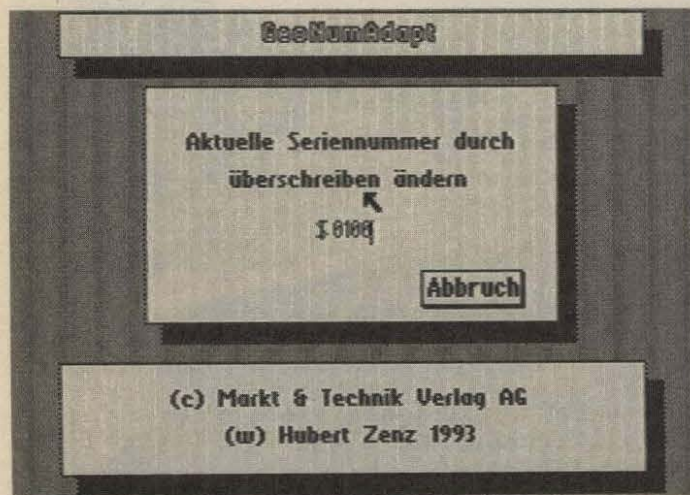 GeoNumAdapt
Aktuelle Seriennummer durch
überschreiben ändern
$0100
Abbruch
(c) Markt & Technik Verlag AG
(w) Hubert Zenz 1993